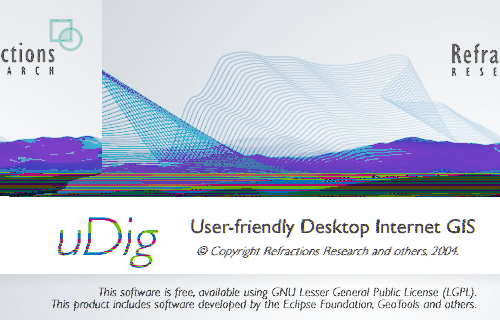 ctions
ARCH
Refra
RESE
uDig
User-friendly Desktop Internet GIS
© Copyright Refractions Research and others, 2004.
This software is free, available using GNU Lesser General Public License (LGPL).
This product includes software developed by the Eclipse Foundation, GeoTools and others.